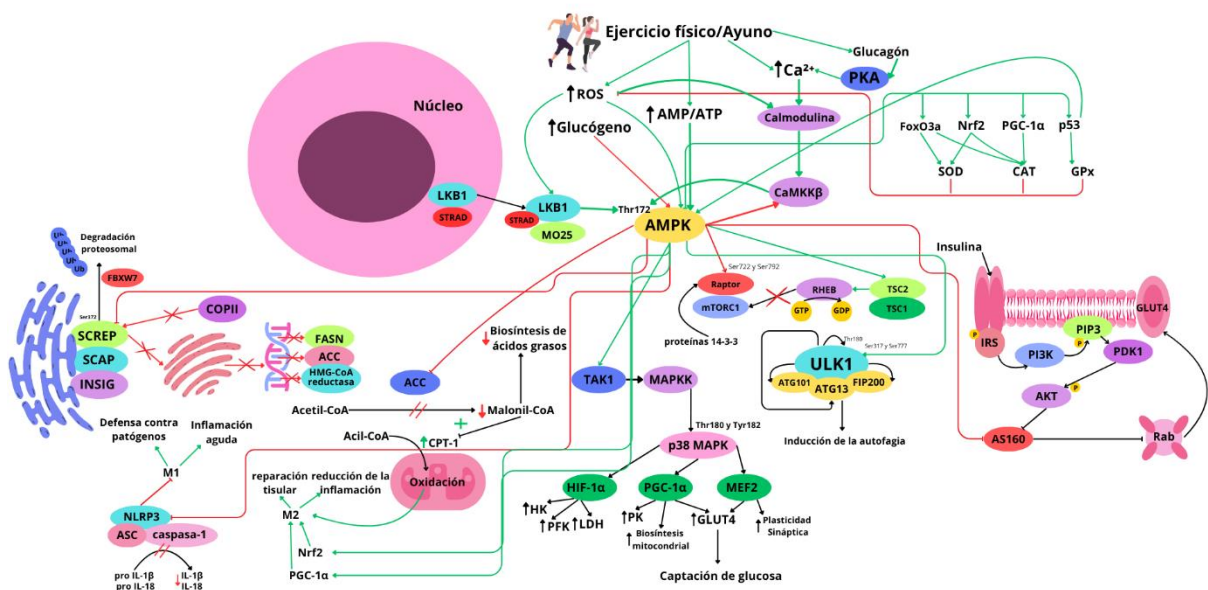 Ejercicio físico/Ayuno
Glucagón
PKA
Ca²⁺
ROS
AMP/ATP
Glucógeno
Calmodulina
CaMKKβ
Núcleo
LKB1
STRAD
LKB1
STRAD
MO25
Thr172
AMPK
FoxO3a
Nrf2
PGC-1α
p53
SOD
CAT
GPx
Ub
Ub
Ub
Ub
Ub
Degradación
proteosomal
FBXW7
Ser372
SCREP
SCAP
INSIG
COPII
FASN
ACC
HMG-CoA
reductasa
ACC
Biosíntesis de
ácidos grasos
Acetil-CoA
Malonil-CoA
Acil-CoA
+
CPT-1
Oxidación
TAK1
MAPKK
Thr180 y Tyr182
p38 MAPK
HIF-1α
PGC-1α
MEF2
HK
PFK
LDH
PK
Biosíntesis
mitocondrial
GLUT4
Plasticidad
Sináptica
Captación de glucosa
Ser722 y Ser792
Raptor
mTORC1
proteínas 14-3-3
RHEB
GTP
GDP
TSC2
TSC1
Ser317 y Ser777
ULK1
ATG101
ATG13
FIP200
Inducción de la autofagia
Insulina
P
IRS
PI3K
P
PIP3
PDK1
AKT
P
AS160
Rab
GLUT4
Defensa contra
patógenos
Inflamación
aguda
M1
NLRP3
ASC
caspasa-1
pro IL-1β
pro IL-18
IL-1β
IL-18
reparación
tisular
reducción de la
inflamación
M2
Nrf2
PGC-1α